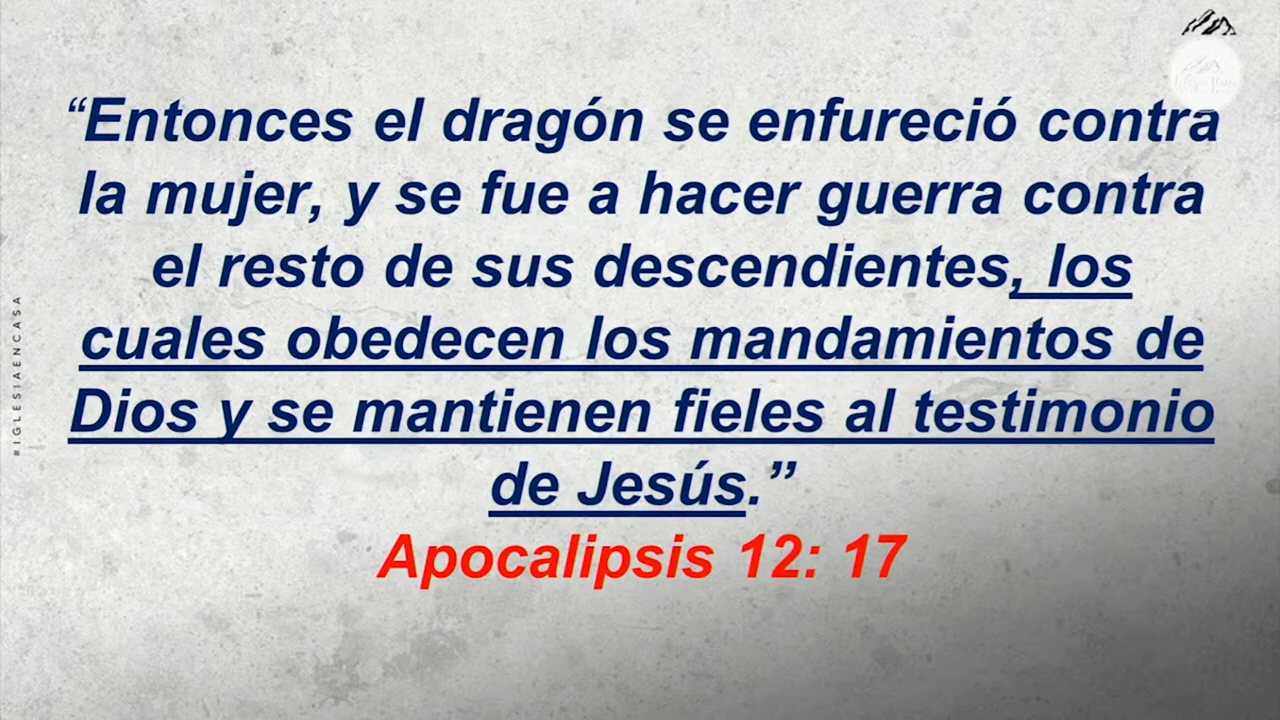 “Entonces el dragón se enfureció contra
la mujer, y se fue a hacer guerra contra
el resto de sus descendientes, los
cuales obedecen los mandamientos de
Dios y se mantienen fieles al testimonio
de Jesús.”
Apocalipsis 12: 17
#IGLESIAENCASA